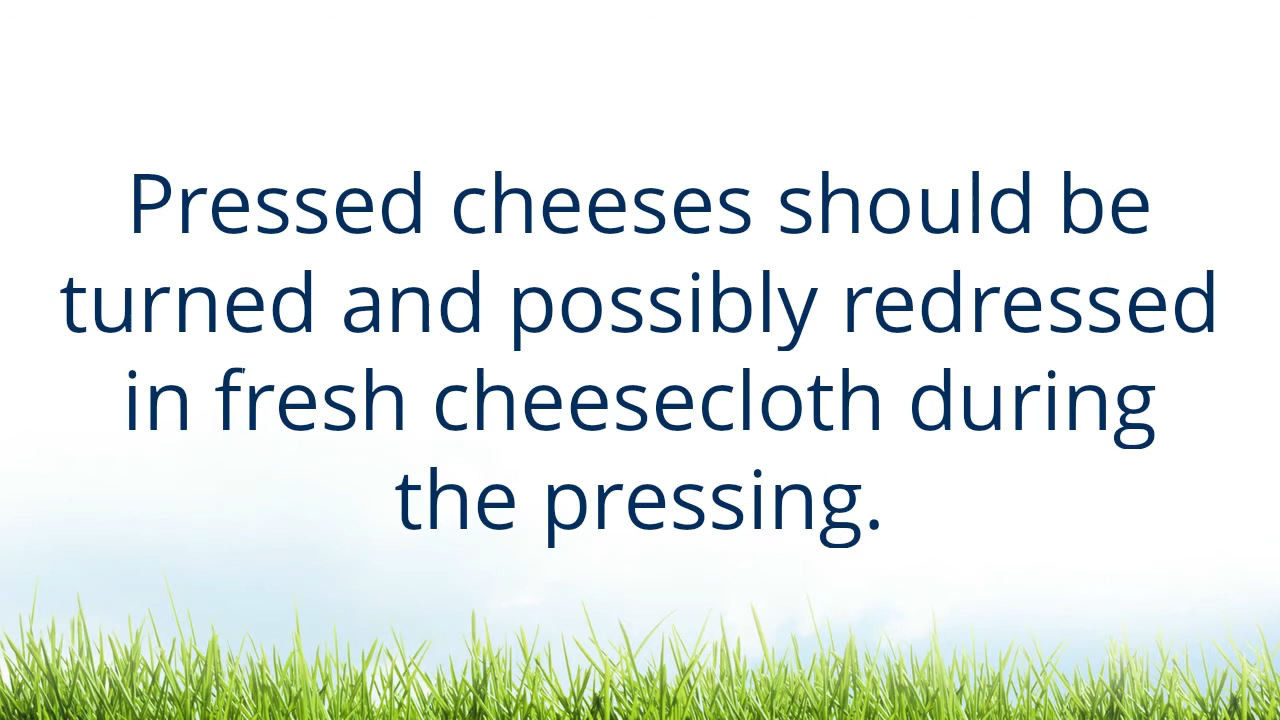 Pressed cheeses should be
turned and possibly redressed
in fresh cheesecloth during
the pressing.